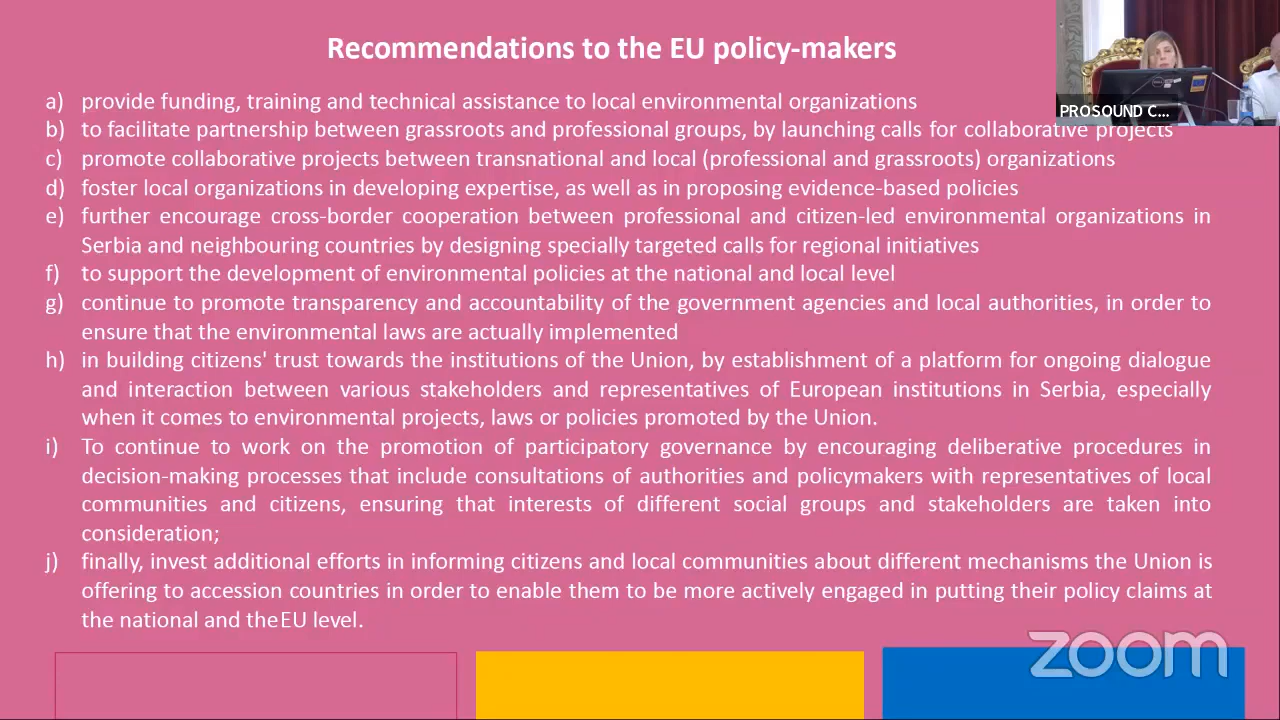 Recommendations to the EU policy-makers
a) provide funding, training and technical assistance to local environmental organizations
b) to facilitate partnership between grassroots and professional groups, by launching calls for collaborative projects
c) promote collaborative projects between transnational and local (professional and grassroots) organizations
d) foster local organizations in developing expertise, as well as in proposing evidence-based policies
e) further encourage cross-border cooperation between professional and citizen-led environmental organizations in
Serbia and neighbouring countries by designing specially targeted calls for regional initiatives
f) to support the development of environmental policies at the national and local level
g) continue to promote transparency and accountability of the government agencies and local authorities, in order to
ensure that the environmental laws are actually implemented
h) in building citizens' trust towards the institutions of the Union, by establishment of a platform for ongoing dialogue
and interaction between various stakeholders and representatives of European institutions in Serbia, especially
when it comes to environmental projects, laws or policies promoted by the Union.
i) To continue to work on the promotion of participatory governance by encouraging deliberative procedures in
decision-making processes that include consultations of authorities and policymakers with representatives of local
communities and citizens, ensuring that interests of different social groups and stakeholders are taken into
consideration;
j) finally, invest additional efforts in informing citizens and local communities about different mechanisms the Union is
offering to accession countries in order to enable them to be more actively engaged in putting their policy claims at
the national and theEU level.
PROSOUND C...
zoom